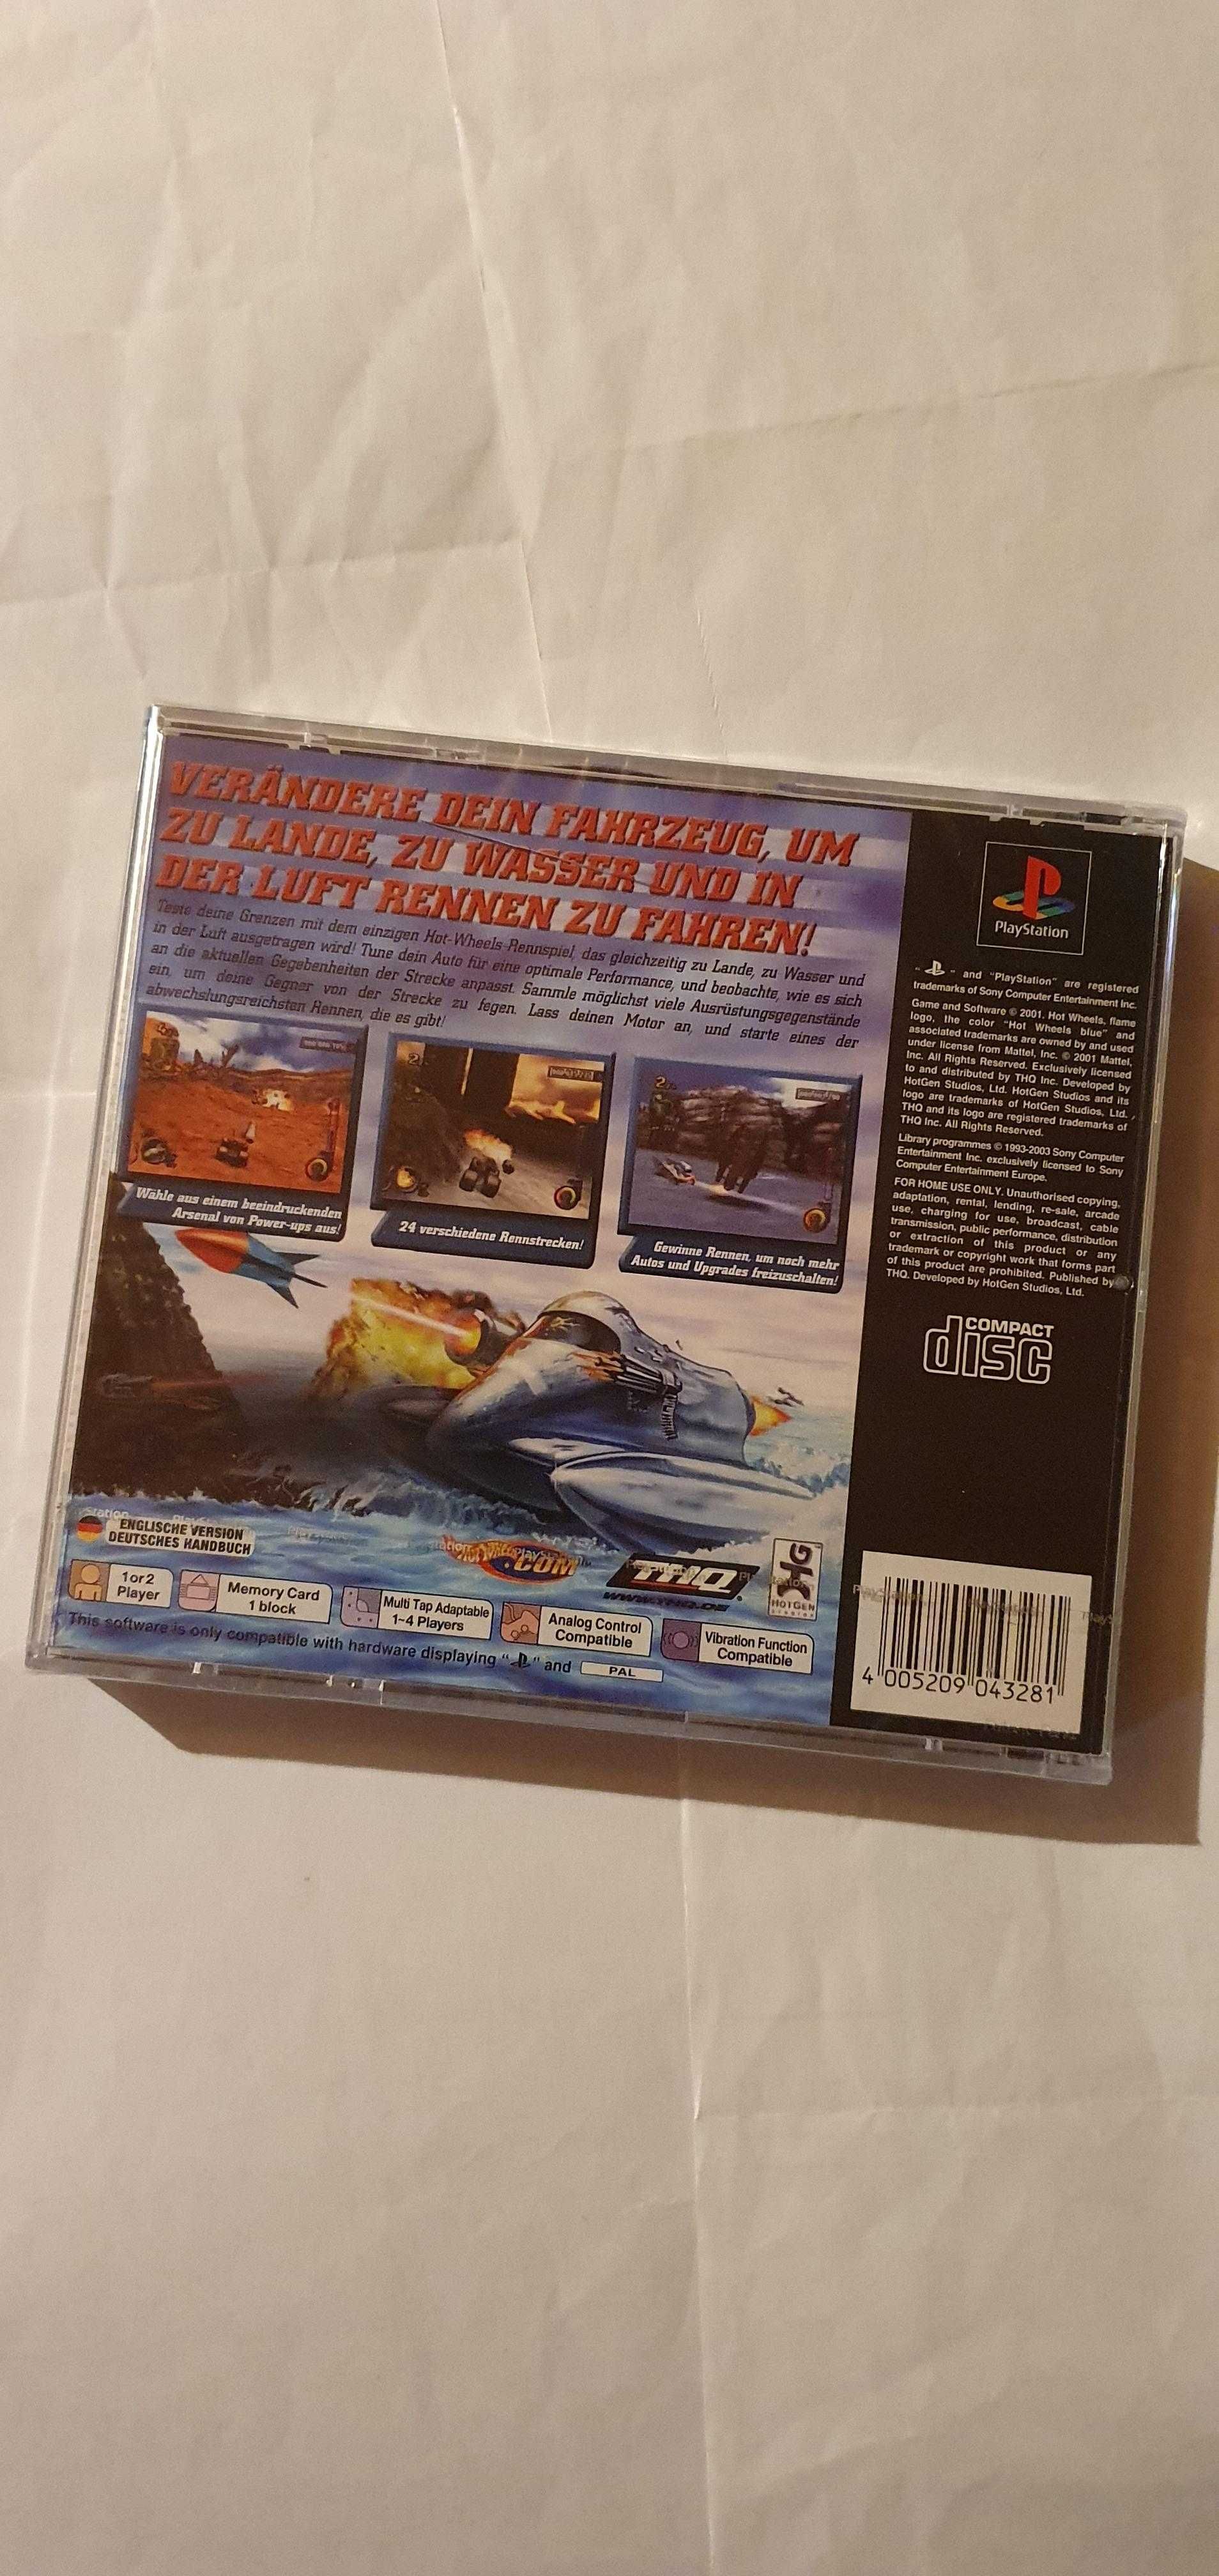 VERÄNDERE DEIN FAHRZEUG, UM
ZU LANDE, ZU WASSER UND IN
DER LUFT RENNEN ZU FAHREN!
Teste deine Grenzen mit dem einzigen Hot-Wheels-Rennspiel, das gleichzeitig zu Lande, zu Wasser und
in der Luft ausgetragen wird! Tune dein Auto für eine optimale Performance, und beobachte, wie es sich
an die aktuellen Gegebenheiten der Strecke anpasst. Sammle möglichst viele Ausrüstungsgegenstände
ein, um deine Gegner von der Strecke zu fegen. Lass deinen Motor an, und starte eines der
abwechslungsreichsten Rennen, die es gibt!
Wähle aus einem beeindruckenden
Arsenal von Power-ups aus!
24 verschiedene Rennstrecken!
Gewinne Rennen, um noch mehr
Autos und Upgrades freizuschalten!
ENGLISCHE VERSION
DEUTSCHES HANDBUCH
.COM
THQ
WWW.THQ.DE
HOTGEN
1 or 2
Player
Memory Card
1 block
Multi Tap Adaptable
1~4 Players
Analog Control
Compatible
Vibration Function
Compatible
This software is only compatible with hardware displaying " " and PAL
PlayStation
" " and "PlayStation" are registered
trademarks of Sony Computer Entertainment Inc.
Game and Software © 2001. Hot Wheels, flame
logo, the color "Hot Wheels blue" and
associated trademarks are owned by and used
under license from Mattel, Inc. © 2001 Mattel,
Inc. All Rights Reserved. Exclusively licensed
to and distributed by THQ Inc. Developed by
HotGen Studios, Ltd. HotGen Studios and its
logo are trademarks of HotGen Studios, Ltd.
THQ and its logo are registered trademarks of
THQ Inc. All Rights Reserved.
Library programmes © 1993-2003 Sony Computer
Entertainment Inc. exclusively licensed to Sony
Computer Entertainment Europe.
FOR HOME USE ONLY. Unauthorised copying,
adaptation, rental, lending, re-sale, arcade
use, charging for use, broadcast, cable
transmission, public performance, distribution
or extraction of this product or any
trademark or copyright work that forms part
of this product are prohibited. Published by
THQ. Developed by HotGen Studios, Ltd.
COMPACT
disc
4 005209 043281